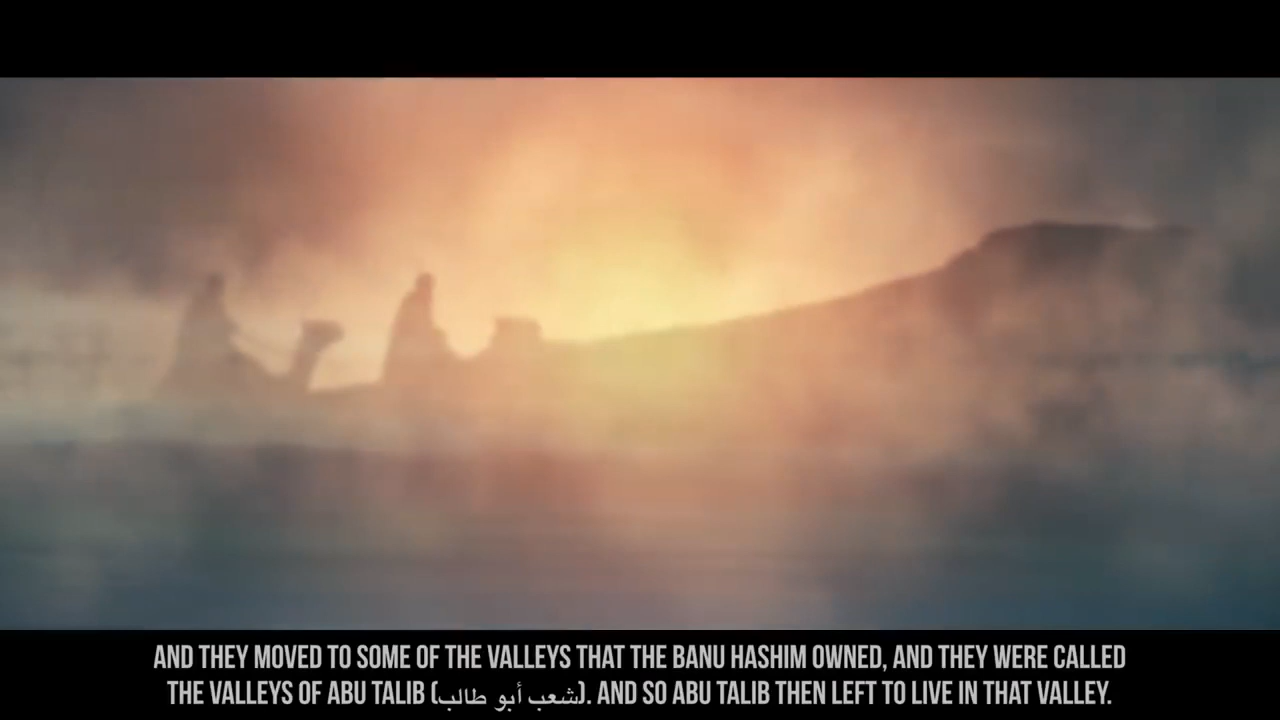 AND THEY MOVED TO SOME OF THE VALLEYS THAT THE BANU HASHIM OWNED, AND THEY WERE CALLED
THE VALLEYS OF ABU TALIB (شعب أبو طالب). AND SO ABU TALIB THEN LEFT TO LIVE IN THAT VALLEY.